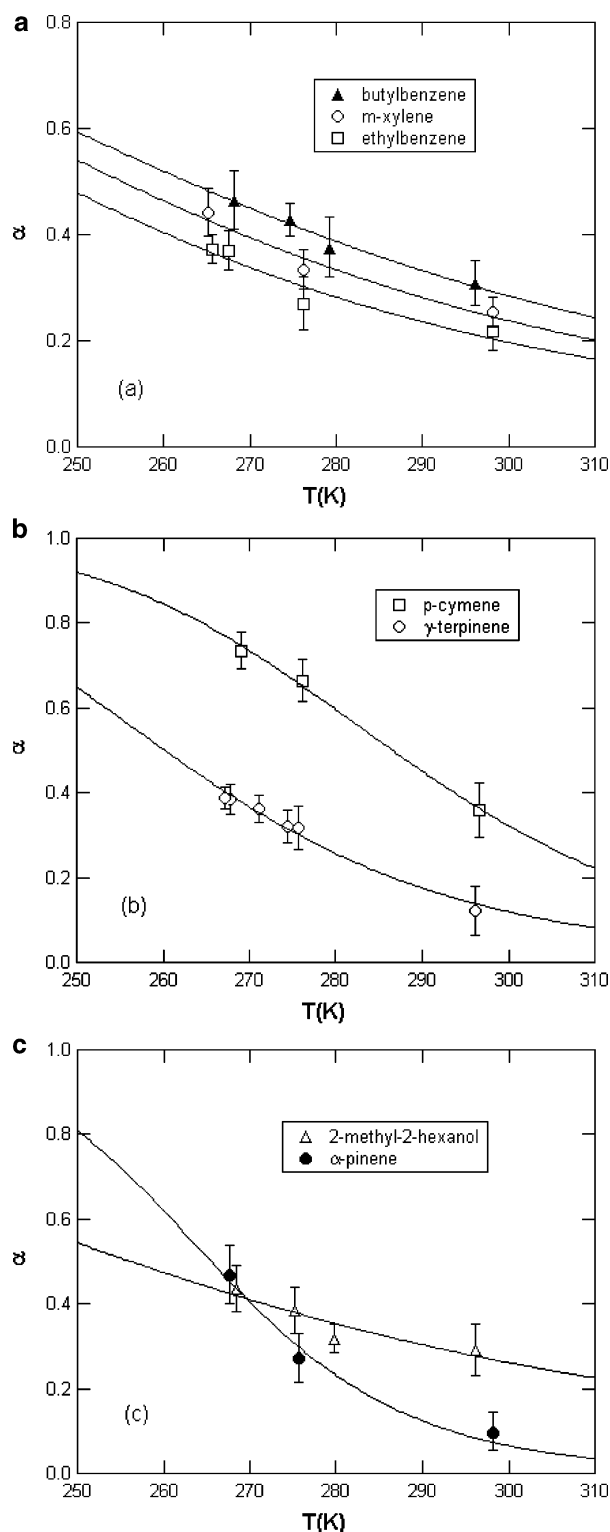 a
0.8
butylbenzene
m-xylene
ethylbenzene
0.6
α
0.4
0.2
(a)
0.0
250 260 270 280 290 300 310
T(K)
b
1.0
p-cymene
γ-terpinene
0.8
0.6
α
0.4
0.2
(b)
0.0
250 260 270 280 290 300 310
T(K)
c
1.0
2-methyl-2-hexanol
α-pinene
0.8
0.6
α
0.4
0.2
(c)
0.0
250 260 270 280 290 300 310
T(K)